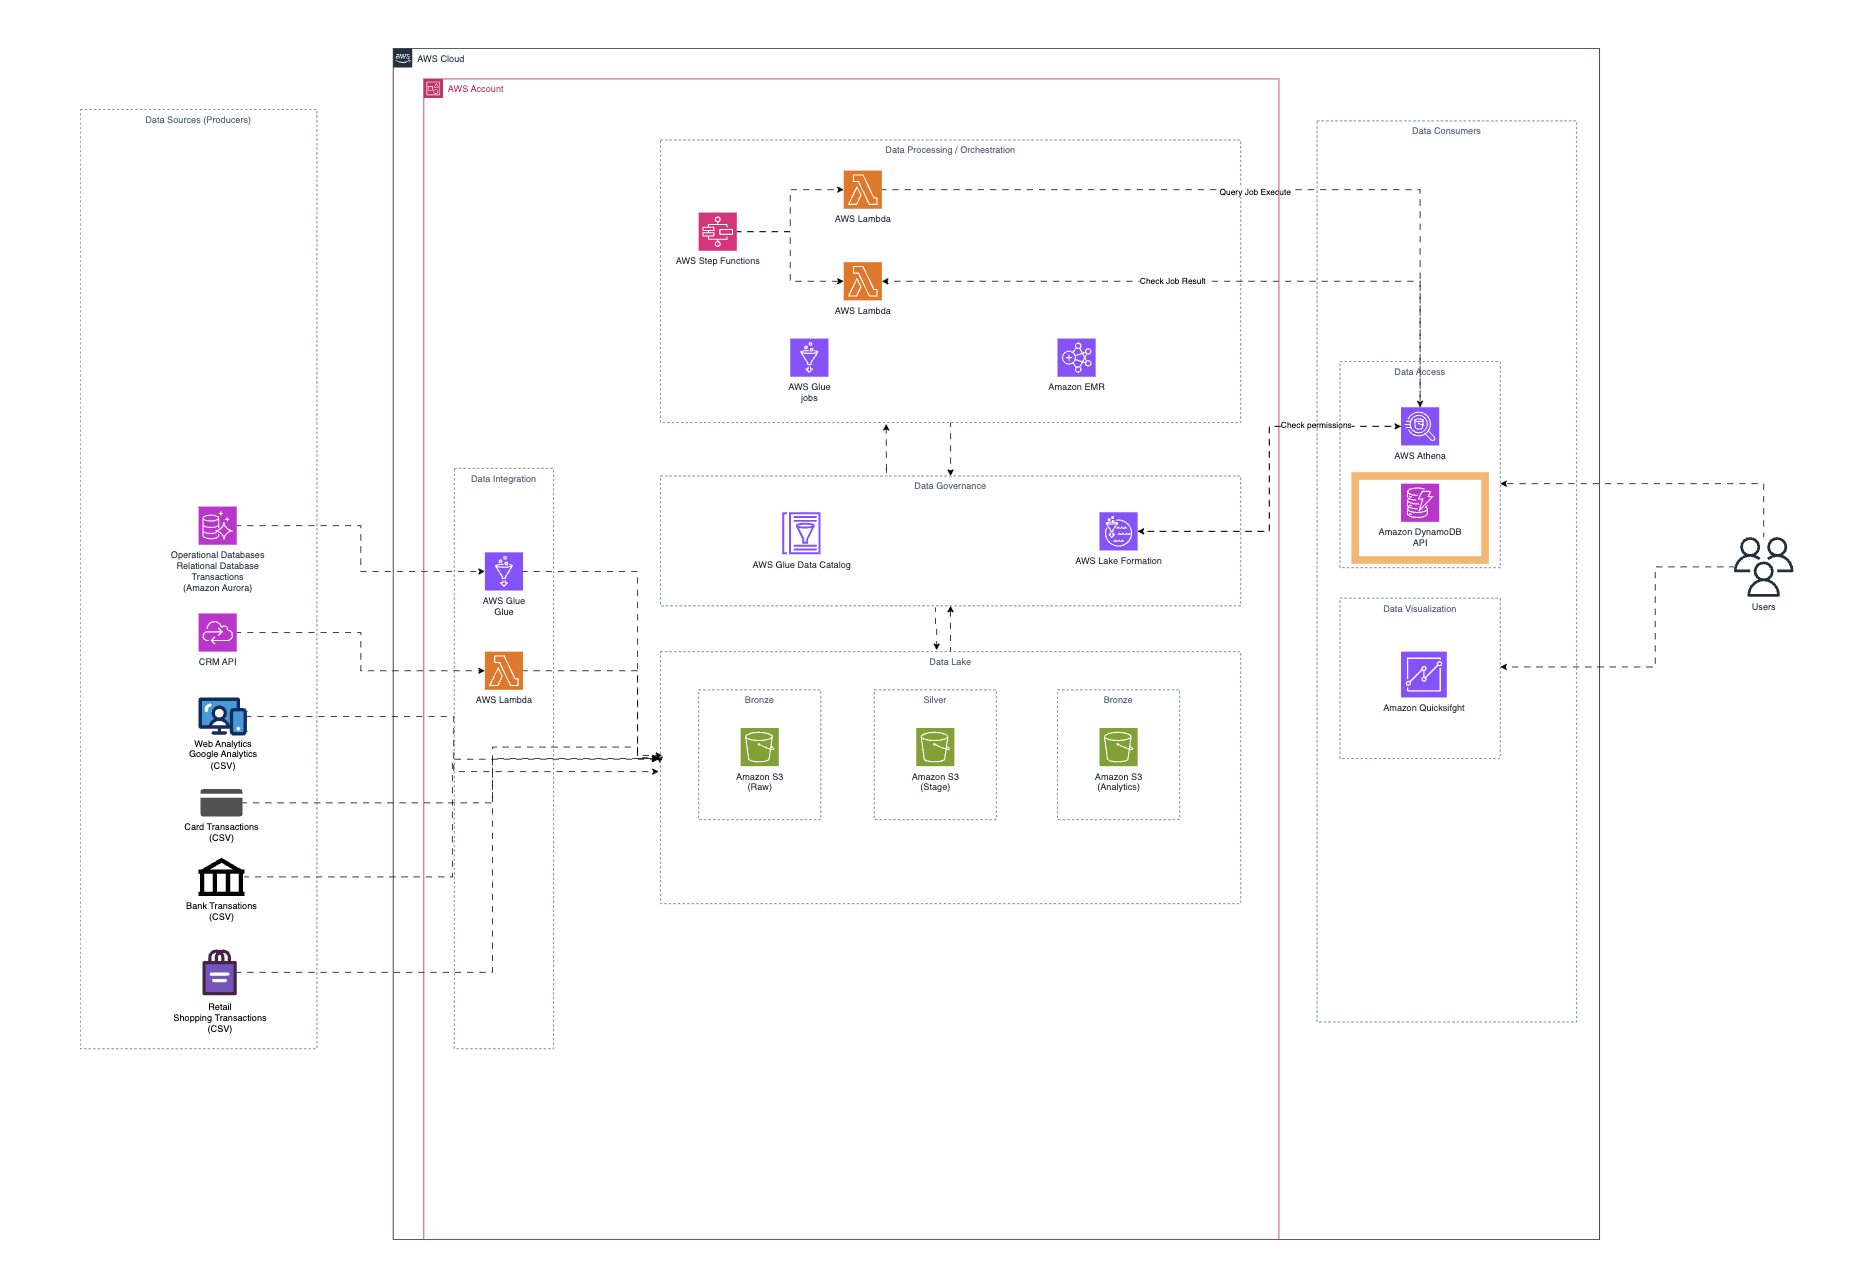 aws
AWS Cloud
AWS Account
Data Sources (Producers)
Operational Databases
Relational Database
Transactions
(Amazon Aurora)
CRM API
Web Analytics
Google Analytics
(CSV)
Card Transactions
(CSV)
Bank Transations
(CSV)
Retail
Shopping Transactions
(CSV)
Data Integration
AWS Glue
Glue
AWS Lambda
Data Processing / Orchestration
AWS Step Functions
AWS Lambda
AWS Lambda
Query Job Execute
Check Job Result
AWS Glue
jobs
Amazon EMR
Data Governance
AWS Glue Data Catalog
AWS Lake Formation
Check permissions
Data Lake
Bronze
Amazon S3
(Raw)
Silver
Amazon S3
(Stage)
Bronze
Amazon S3
(Analytics)
Data Consumers
Data Access
AWS Athena
Amazon DynamoDB
API
Data Visualization
Amazon Quicksifght
Users